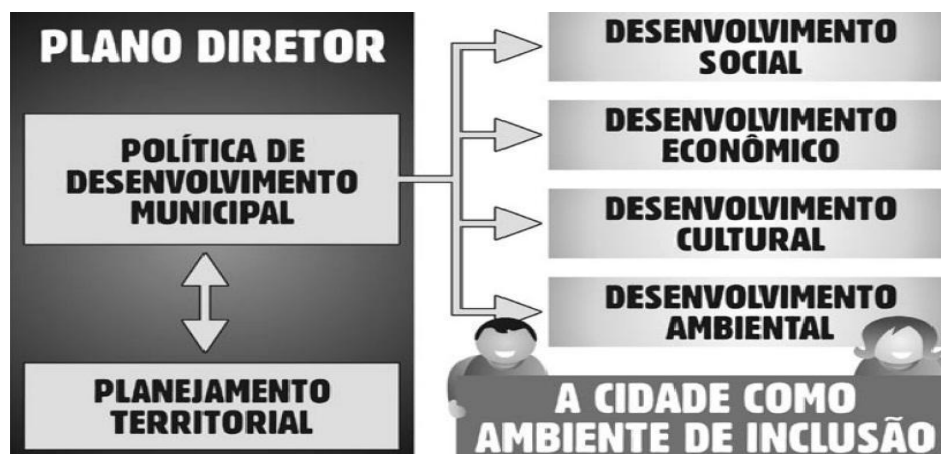 PLANO DIRETOR
POLÍTICA DE
DESENVOLVIMENTO
MUNICIPAL
PLANEJAMENTO
TERRITORIAL
DESENVOLVIMENTO
SOCIAL
DESENVOLVIMENTO
ECONÔMICO
DESENVOLVIMENTO
CULTURAL
DESENVOLVIMENTO
AMBIENTAL
A CIDADE COMO
AMBIENTE DE INCLUSÃO